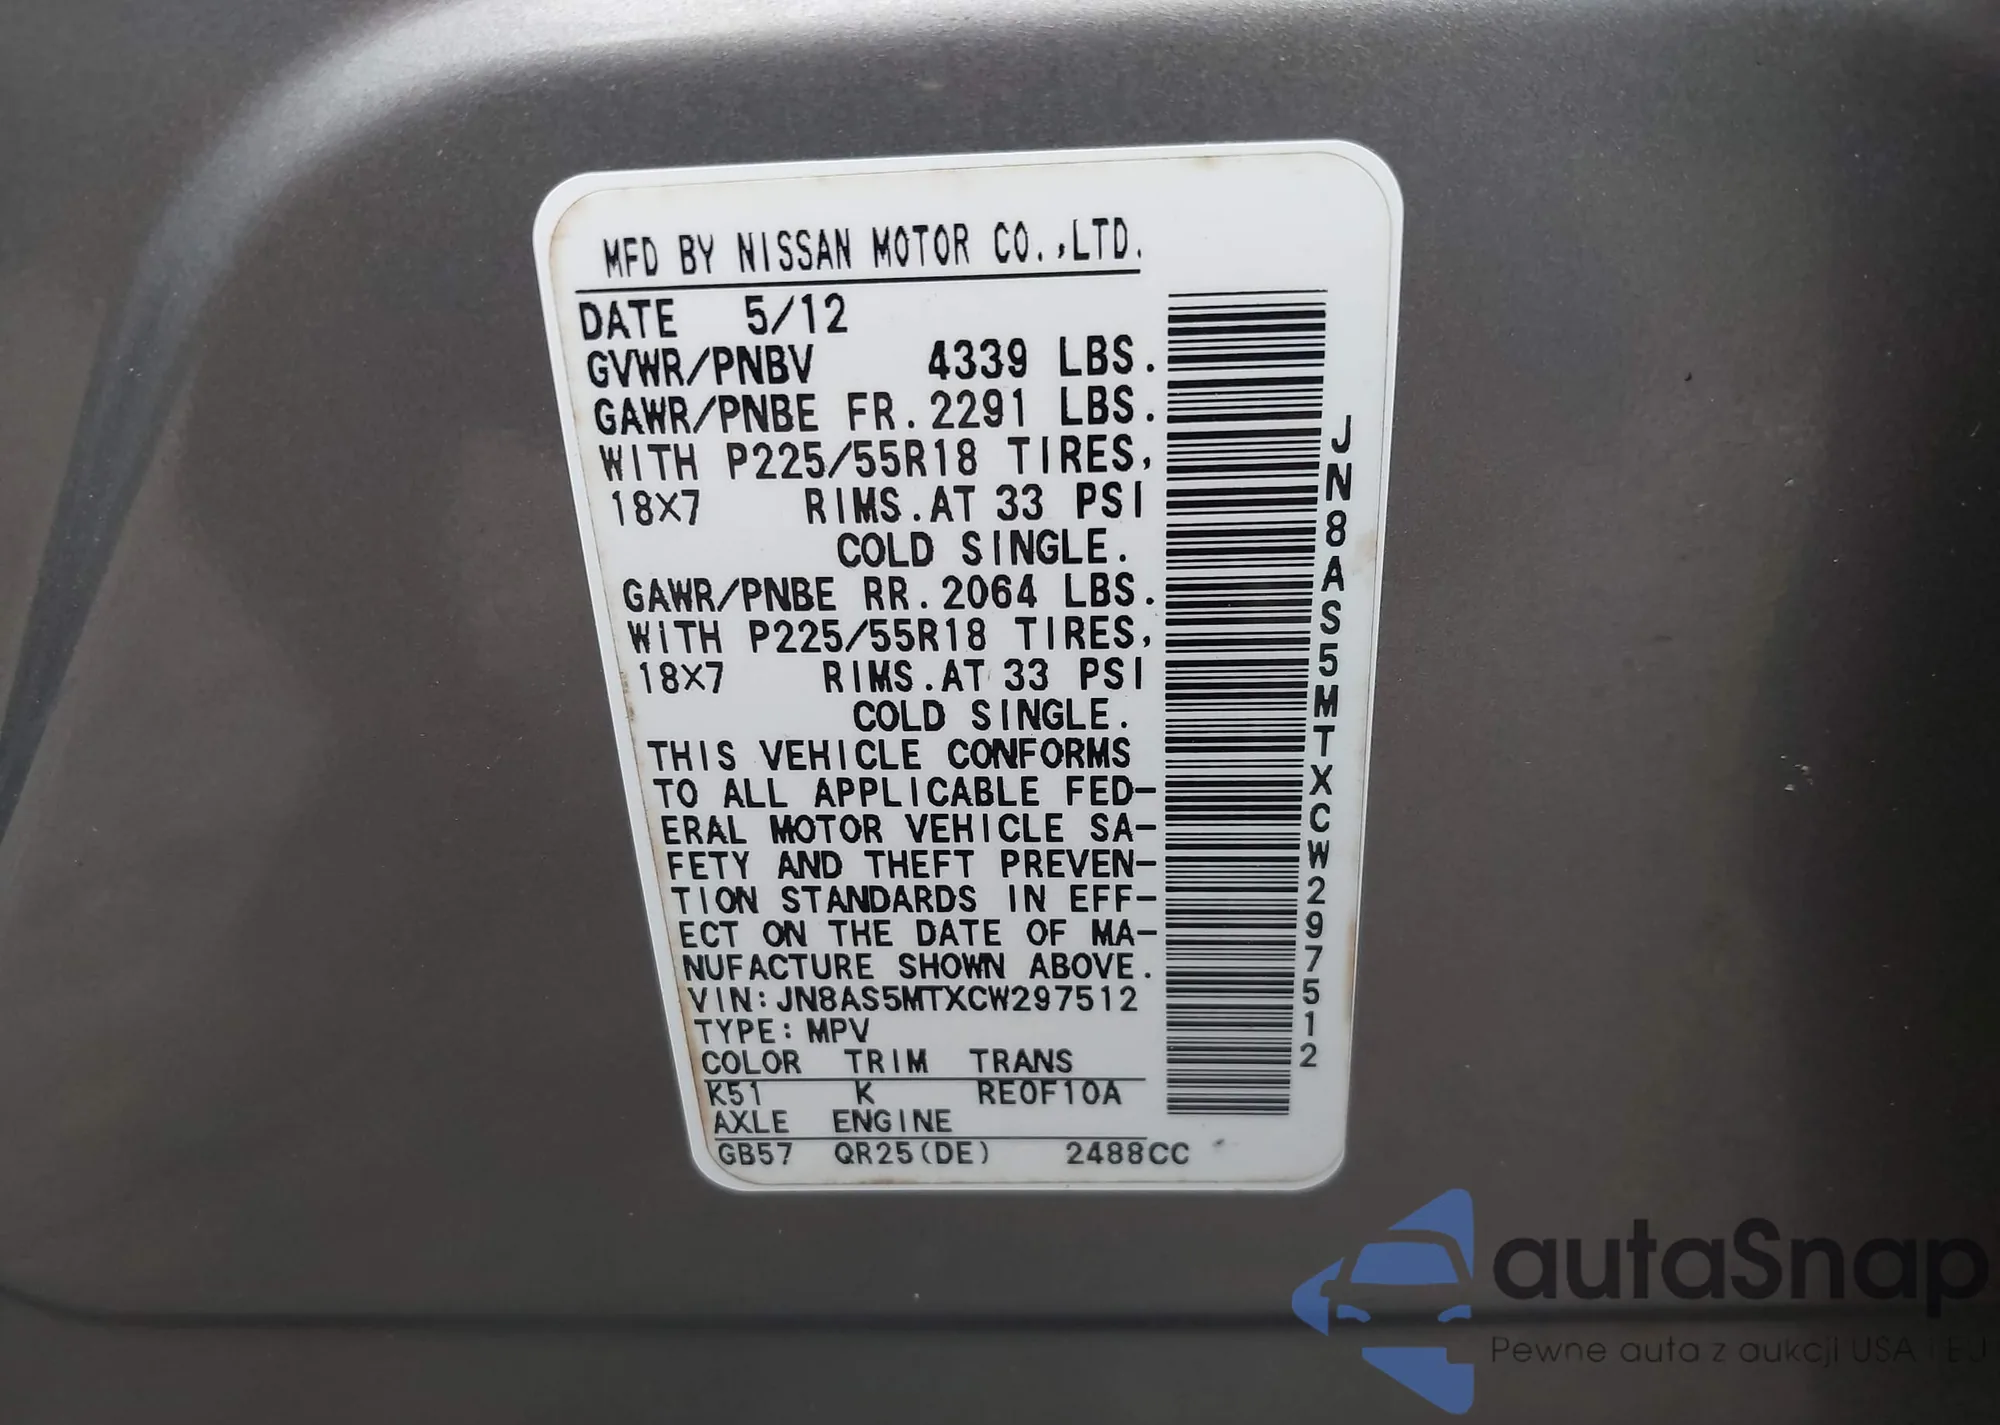 MFD BY NISSAN MOTOR CO.,LTD.
DATE 5/12
GVWR/PNBV 4339 LBS.
GAWR/PNBE FR.2291 LBS.
WITH P225/55R18 TIRES,
18X7 RIMS.AT 33 PSI
COLD SINGLE.
GAWR/PNBE RR.2064 LBS.
WITH P225/55R18 TIRES,
18X7 RIMS.AT 33 PSI
COLD SINGLE.
THIS VEHICLE CONFORMS
TO ALL APPLICABLE FED-
ERAL MOTOR VEHICLE SA-
FETY AND THEFT PREVEN-
TION STANDARDS IN EFF-
ECT ON THE DATE OF MA-
NUFACTURE SHOWN ABOVE.
VIN:JN8AS5MTXCW297512
TYPE:MPV
COLOR TRIM TRANS
K51 K RE0F10A
AXLE ENGINE
GB57 QR25(DE) 2488CC
JN8AS5MTXCW297512
autaSnap
Pewne auta z aukcji USA i EU